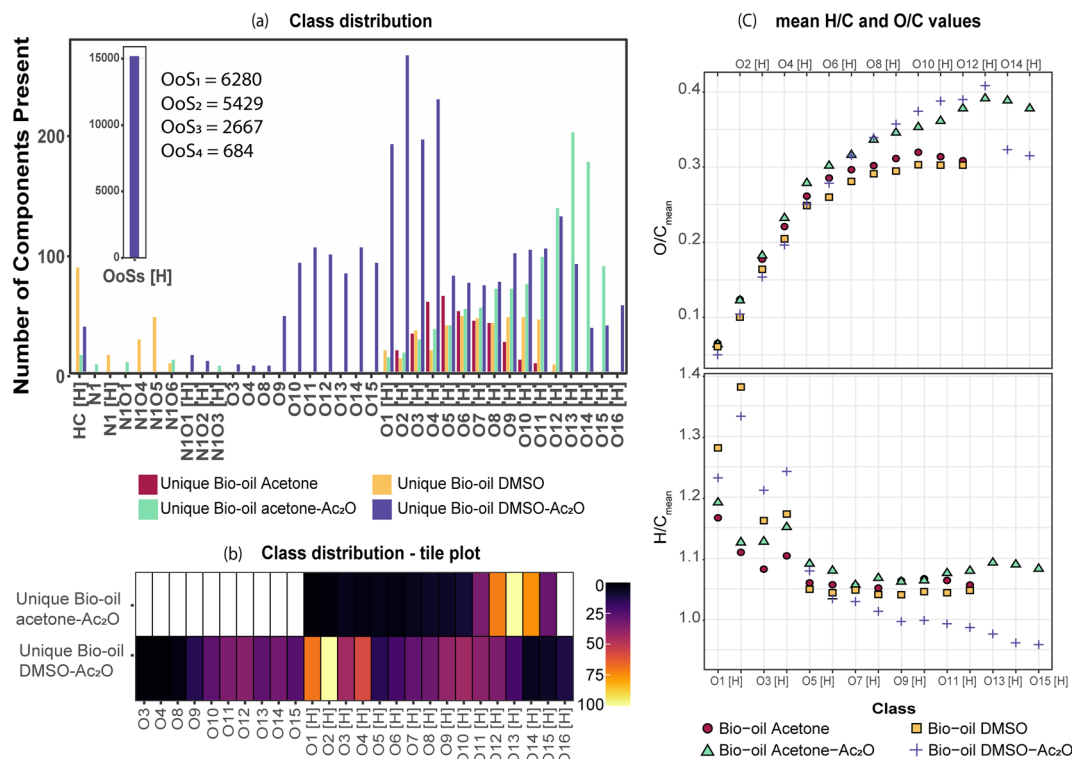 (a) Class distribution
Number of Components Present
200
100
0
15000
10000
5000
0
OoSs [H]
OoS₁ = 6280
OoS₂ = 5429
OoS₃ = 2667
OoS₄ = 684
HC [H]
N1
N1 [H]
N1O1
N1O4
N1O5
N1O6
N1O1 [H]
N1O2 [H]
N1O3 [H]
O3
O4
O8
O9
O10
O11
O12
O13
O14
O15
O1 [H]
O2 [H]
O3 [H]
O4 [H]
O5 [H]
O6 [H]
O7 [H]
O8 [H]
O9 [H]
O10 [H]
O11 [H]
O12 [H]
O13 [H]
O14 [H]
O15 [H]
O16 [H]
Unique Bio-oil Acetone
Unique Bio-oil DMSO
Unique Bio-oil acetone-Ac₂O
Unique Bio-oil DMSO-Ac₂O
(b) Class distribution - tile plot
Unique Bio-oil
acetone-Ac₂O
Unique Bio-oil
DMSO-Ac₂O
0
25
50
75
100
O3
O4
O8
O9
O10
O11
O12
O13
O14
O15
O1 [H]
O2 [H]
O3 [H]
O4 [H]
O5 [H]
O6 [H]
O7 [H]
O8 [H]
O9 [H]
O10 [H]
O11 [H]
O12 [H]
O13 [H]
O14 [H]
O15 [H]
O16 [H]
(C) mean H/C and O/C values
O2 [H] O4 [H] O6 [H] O8 [H] O10 [H] O12 [H] O14 [H]
O/Cmean
0.4
0.3
0.2
0.1
H/Cmean
1.4
1.3
1.2
1.1
1.0
O1 [H] O3 [H] O5 [H] O7 [H] O9 [H] O11 [H] O13 [H] O15 [H]
Class
Bio−oil Acetone
Bio−oil DMSO
Bio−oil Acetone−Ac₂O
Bio−oil DMSO−Ac₂O